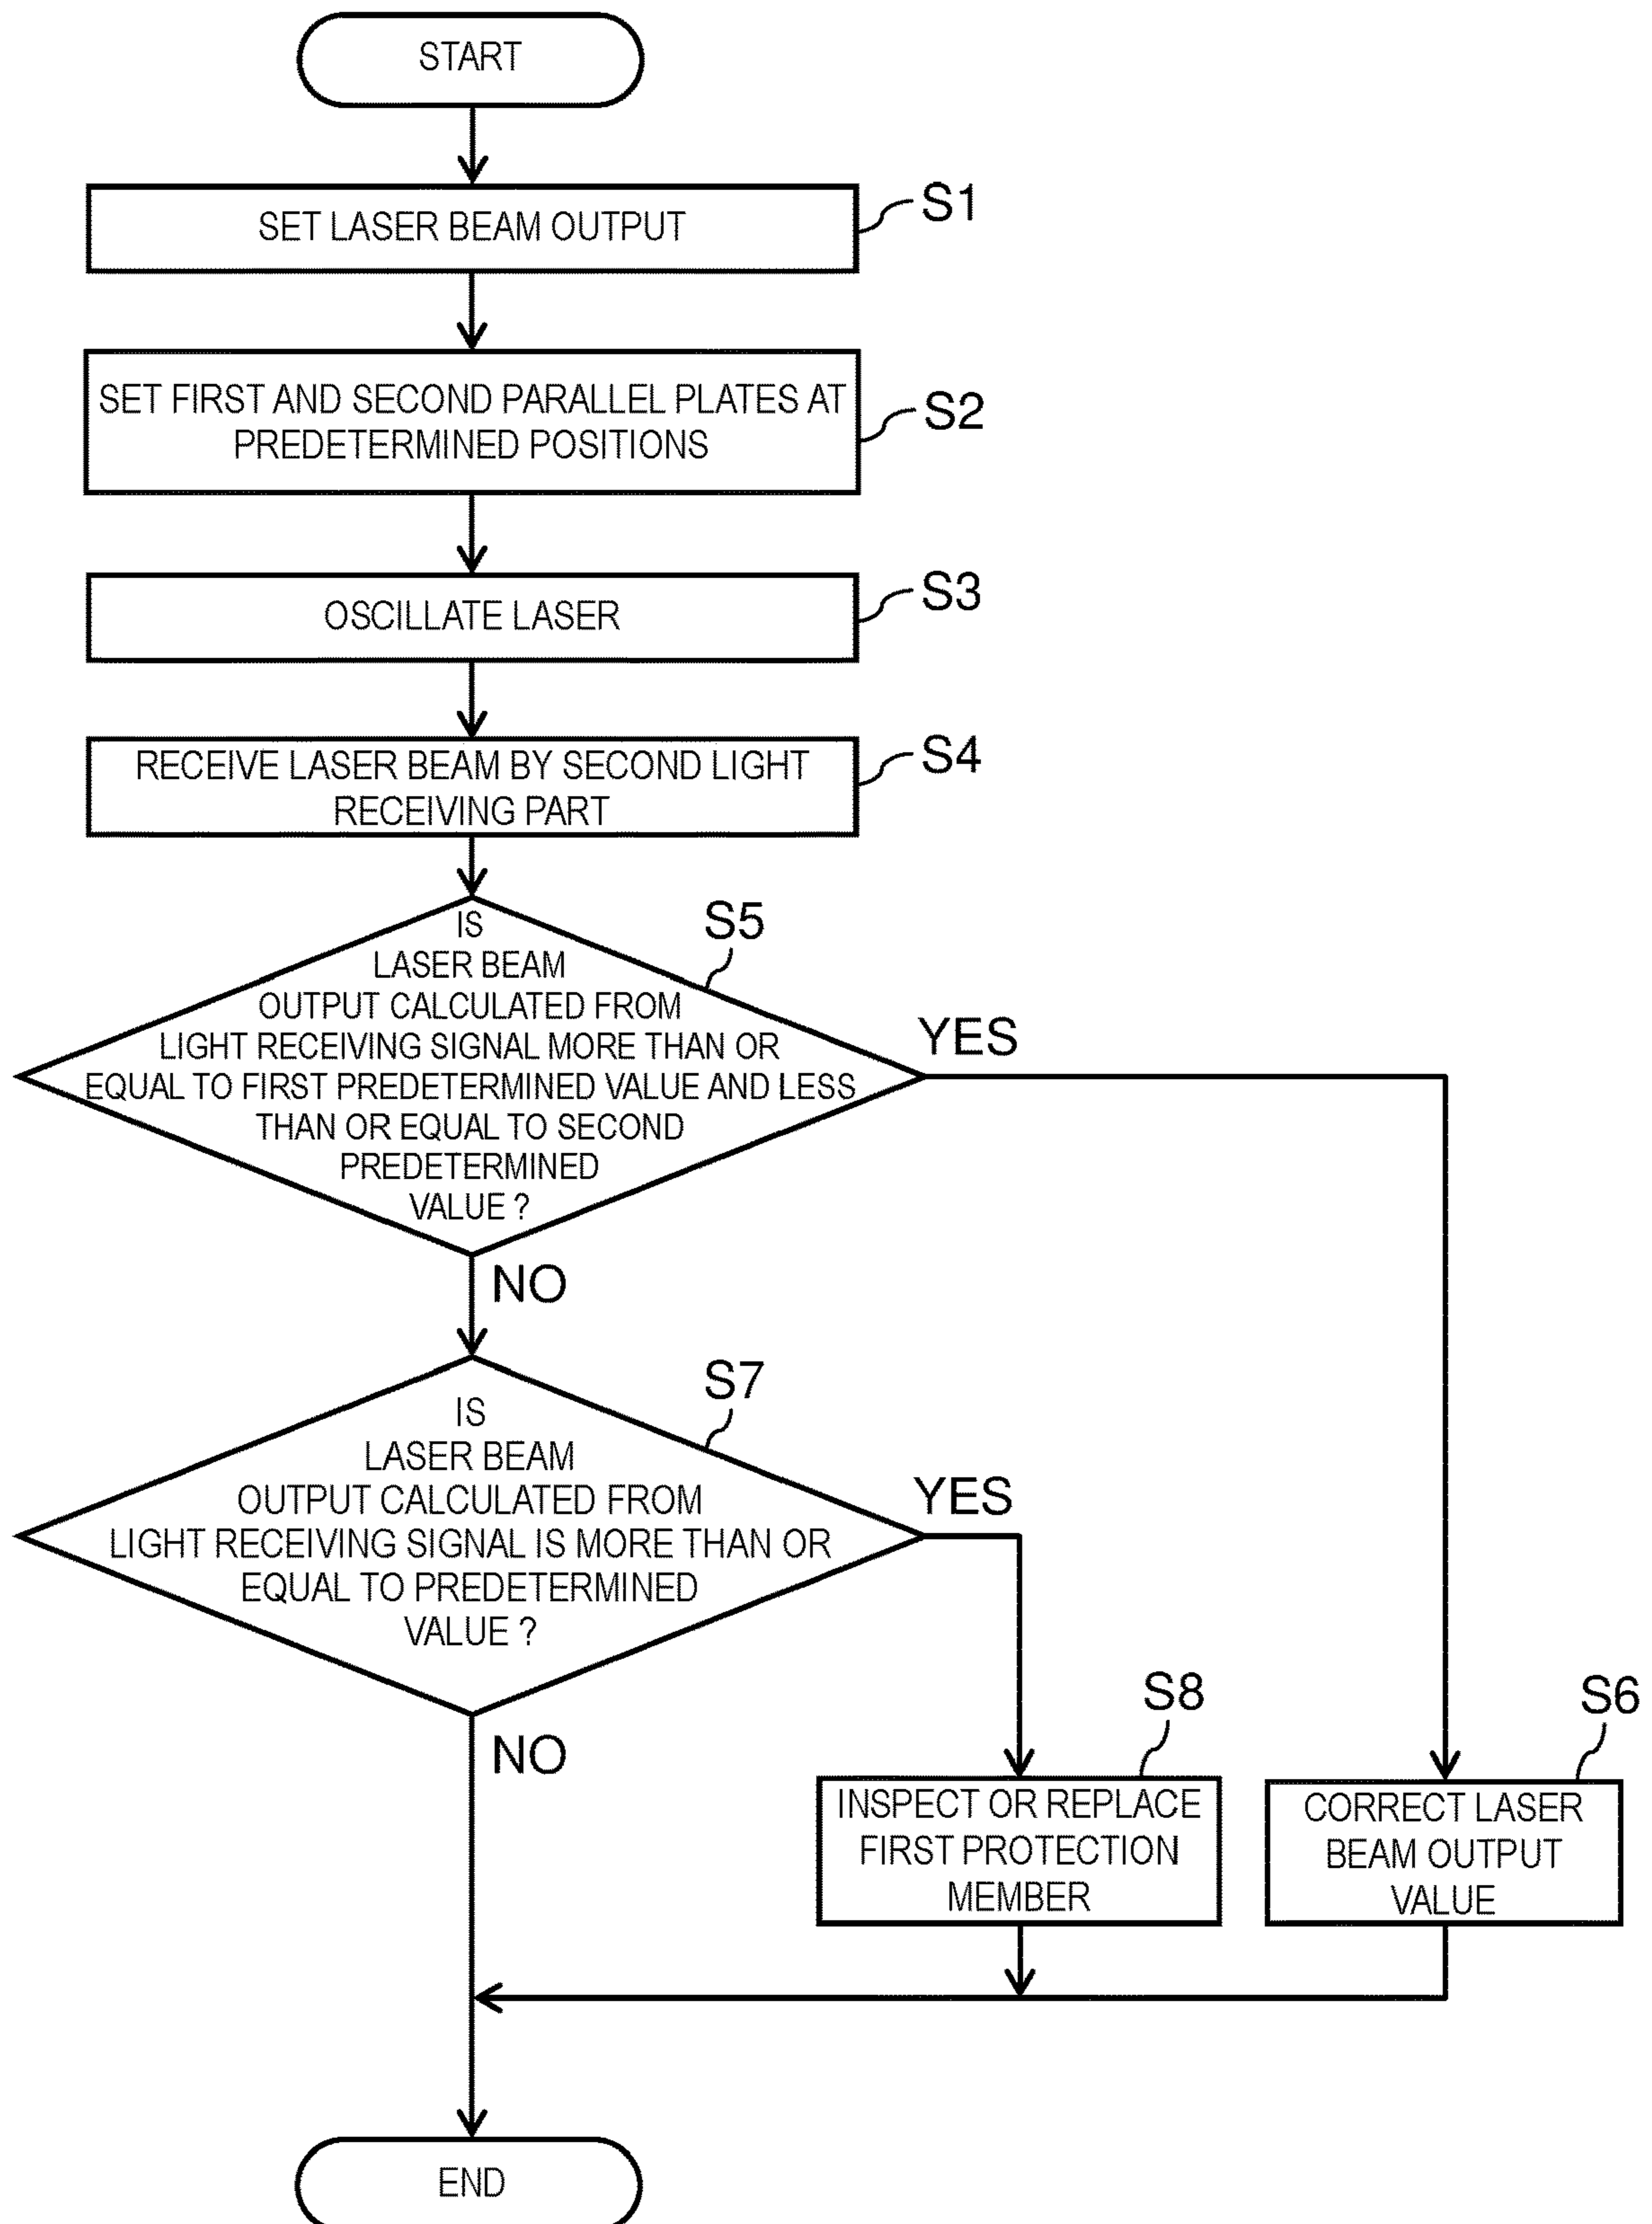 START
SET LASER BEAM OUTPUT
S1
SET FIRST AND SECOND PARALLEL PLATES AT
PREDETERMINED POSITIONS
S2
OSCILLATE LASER
S3
RECEIVE LASER BEAM BY SECOND LIGHT
RECEIVING PART
S4
IS
LASER BEAM
OUTPUT CALCULATED FROM
LIGHT RECEIVING SIGNAL MORE THAN OR
EQUAL TO FIRST PREDETERMINED VALUE AND LESS
THAN OR EQUAL TO SECOND
PREDETERMINED
VALUE ?
S5
YES
NO
IS
LASER BEAM
OUTPUT CALCULATED FROM
LIGHT RECEIVING SIGNAL IS MORE THAN OR
EQUAL TO PREDETERMINED
VALUE ?
S7
YES
NO
S8
INSPECT OR REPLACE
FIRST PROTECTION
MEMBER
S6
CORRECT LASER
BEAM OUTPUT
VALUE
END